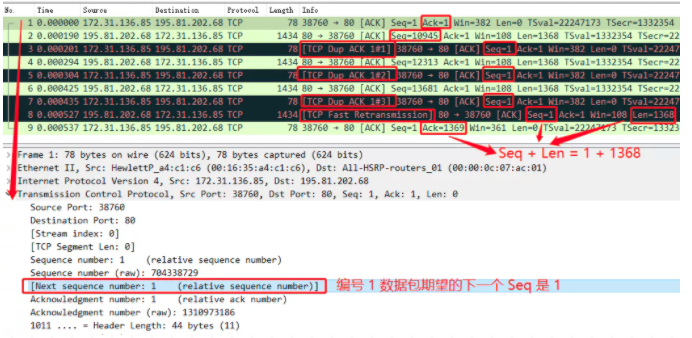 No. Time Source Destination Protocol Length Info
1 0.000000 172.31.136.85 195.81.202.68 TCP 78 38760 → 80 [ACK] Seq=1 Ack=1 Win=382 Len=0 TSval=22247173 TSecr=1332354
2 0.000190 195.81.202.68 172.31.136.85 TCP 1434 80 → 38760 [ACK] Seq=10945 Ack=1 Win=108 Len=1368 TSval=1332354 TSecr=22
3 0.000201 172.31.136.85 195.81.202.68 TCP 78 [TCP Dup ACK 1#1] 38760 → 80 [ACK] Seq=1 Ack=1 Win=382 Len=0 TSval=22247
4 0.000294 195.81.202.68 172.31.136.85 TCP 1434 80 → 38760 [ACK] Seq=12313 Ack=1 Win=108 Len=1368 TSval=1332354 TSecr=22
5 0.000304 172.31.136.85 195.81.202.68 TCP 78 [TCP Dup ACK 1#2] 38760 → 80 [ACK] Seq=1 Ack=1 Win=382 Len=0 TSval=22247
6 0.000425 195.81.202.68 172.31.136.85 TCP 1434 80 → 38760 [ACK] Seq=13681 Ack=1 Win=108 Len=1368 TSval=1332354 TSecr=22
7 0.000435 172.31.136.85 195.81.202.68 TCP 78 [TCP Dup ACK 1#3] 38760 → 80 [ACK] Seq=1 Ack=1 Win=382 Len=0 TSval=22247
8 0.000527 195.81.202.68 172.31.136.85 TCP 1434 [TCP Fast Retransmission] 80 → 38760 [ACK] Seq=1 Ack=1 Win=108 Len=1368
9 0.000537 172.31.136.85 195.81.202.68 TCP 78 38760 → 80 [ACK] Seq=1 Ack=1369 Win=361 Len=0 TSval=22247173 TSecr=13323
Seq + Len = 1 + 1368
Frame 1: 78 bytes on wire (624 bits), 78 bytes captured (624 bits)
Ethernet II, Src: HewlettP_a4:c1:c6 (00:16:35:a4:c1:c6), Dst: All-HSRP-routers_01 (00:00:0c:07:ac:01)
Internet Protocol Version 4, Src: 172.31.136.85, Dst: 195.81.202.68
Transmission Control Protocol, Src Port: 38760, Dst Port: 80, Seq: 1, Ack: 1, Len: 0
Source Port: 38760
Destination Port: 80
[Stream index: 0]
[TCP Segment Len: 0]
Sequence number: 1 (relative sequence number)
Sequence number (raw): 704338729
[Next sequence number: 1 (relative sequence number)] 编号 1 数据包期望的下一个 Seq 是 1
Acknowledgment number: 1 (relative ack number)
Acknowledgment number (raw): 1310973186
1011 .... = Header Length: 44 bytes (11)